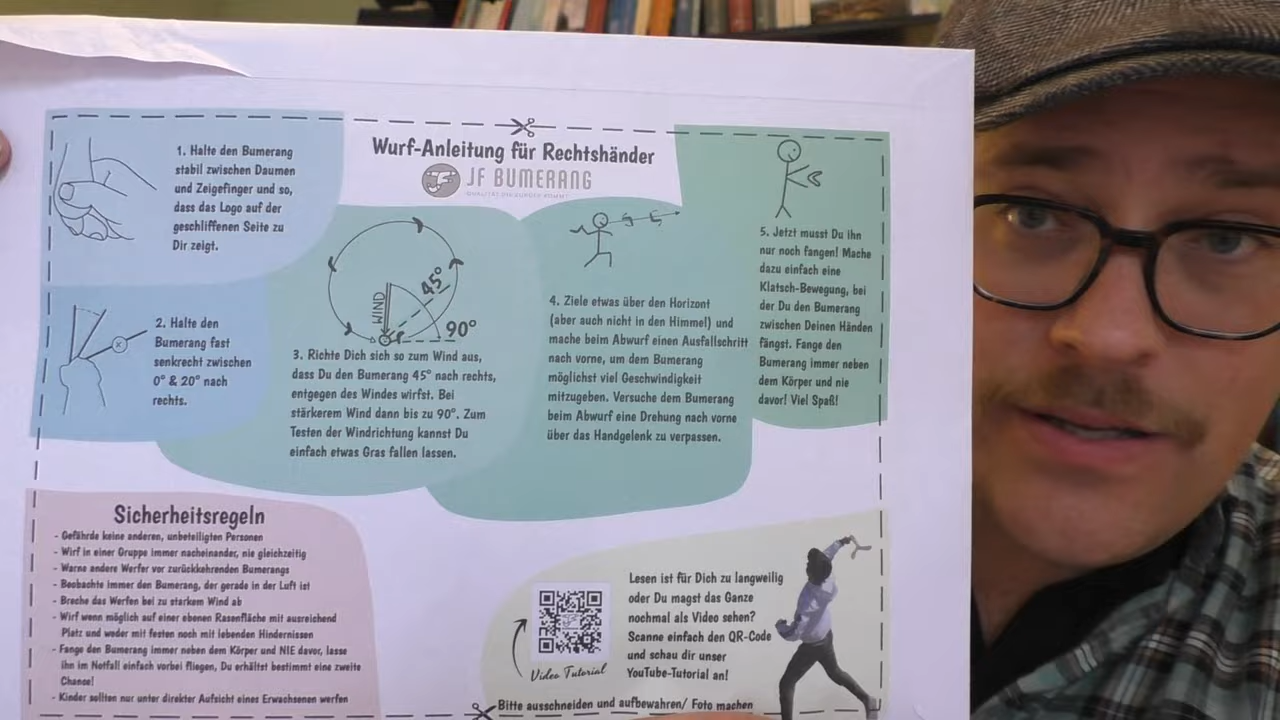 Wurf-Anleitung für Rechtshänder
JF BUMERANG
1. Halte den Bumerang
stabil zwischen Daumen
und Zeigefinger und so,
dass das Logo auf der
geschliffenen Seite zu
Dir zeigt.
2. Halte den
Bumerang fast
senkrecht zwischen
0° & 20° nach
rechts.
WIND
45°
90°
3. Richte Dich sich so zum Wind aus,
dass Du den Bumerang 45° nach rechts,
entgegen des Windes wirfst. Bei
stärkerem Wind dann bis zu 90°. Zum
Testen der Windrichtung kannst Du
einfach etwas Gras fallen lassen.
4. Ziele etwas über den Horizont
(aber auch nicht in den Himmel) und
mache beim Abwurf einen Ausfallschritt
nach vorne, um dem Bumerang
möglichst viel Geschwindigkeit
mitzugeben. Versuche dem Bumerang
beim Abwurf eine Drehung nach vorne
über das Handgelenk zu verpassen.
5. Jetzt musst Du ihn
nur noch fangen! Mache
dazu einfach eine
Klatsch-Bewegung, bei
der Du den Bumerang
zwischen Deinen Händen
fängst. Fange den
Bumerang immer neben
dem Körper und nie
davor! Viel Spaß!
Sicherheitsregeln
- Gefährde keine anderen, unbeteiligten Personen
- Wirf in einer Gruppe immer nacheinander, nie gleichzeitig
- Warne andere Werfer vor zurückkehrenden Bumerangs
- Beobachte immer den Bumerang, der gerade in der Luft ist
- Breche das Werfen bei zu starkem Wind ab
- Wirf wenn möglich auf einer ebenen Rasenfläche mit ausreichend
Platz und weder mit festen noch mit lebenden Hindernissen
- Fange den Bumerang immer neben dem Körper und NIE davor, lasse
ihn im Notfall einfach vorbei fliegen, Du erhältst bestimmt eine zweite
Chance!
- Kinder sollten nur unter direkter Aufsicht eines Erwachsenen werfen
Lesen ist für Dich zu langweilig
oder Du magst das Ganze
nochmal als Video sehen?
Scanne einfach den QR-Code
und schau dir unser
YouTube-Tutorial an!
Video Tutorial
Bitte ausschneiden und aufbewahren/ Foto machen